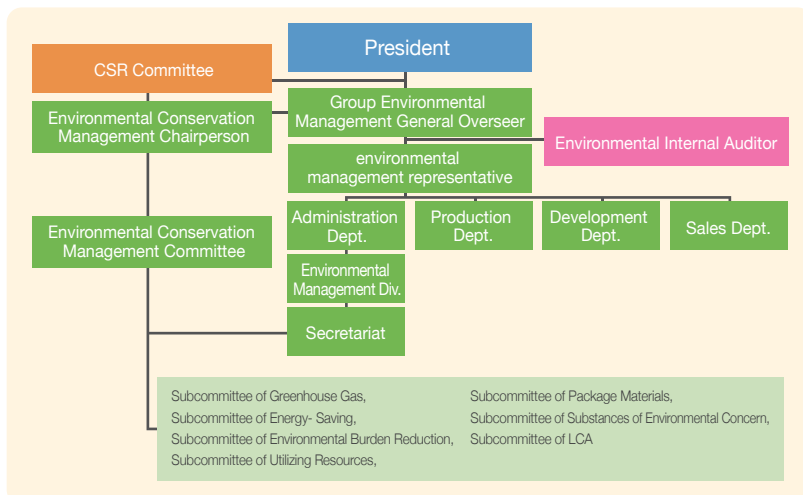 President
CSR Committee
Group Environmental
Management General Overseer
Environmental Conservation
Management Chairperson
Environmental Internal Auditor
environmental
management representative
Administration
Dept.
Production
Dept.
Development
Dept.
Sales Dept.
Environmental Conservation
Management Committee
Environmental
Management Div.
Secretariat
Subcommittee of Greenhouse Gas,
Subcommittee of Energy- Saving,
Subcommittee of Environmental Burden Reduction,
Subcommittee of Utilizing Resources,
Subcommittee of Package Materials,
Subcommittee of Substances of Environmental Concern,
Subcommittee of LCA